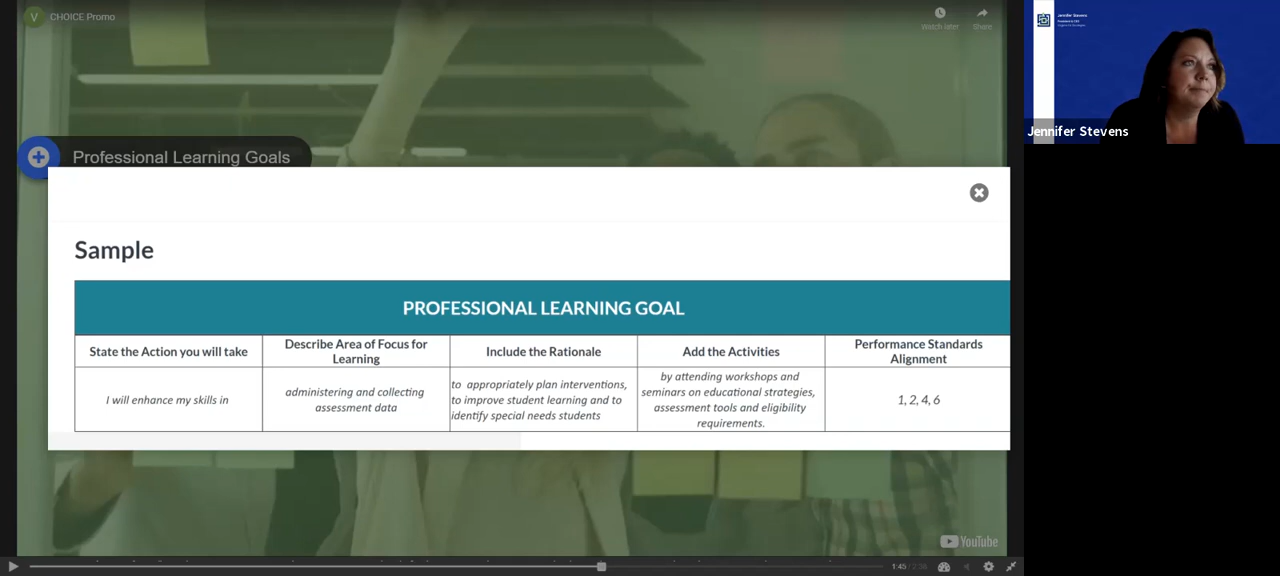 V CHOICE Promo
Watch later
Share
Jennifer Stevens
Professional Learning Goals
Jennifer Stevens
Sample
PROFESSIONAL LEARNING GOAL
State the Action you will take
Describe Area of Focus for
Learning
Include the Rationale
Add the Activities
Performance Standards
Alignment
I will enhance my skills in
administering and collecting
assessment data
to appropriately plan interventions,
to improve student learning and to
identify special needs students
by attending workshops and
seminars on educational strategies,
assessment tools and eligibility
requirements.
1, 2, 4, 6
YouTube
1:45 / 2:36